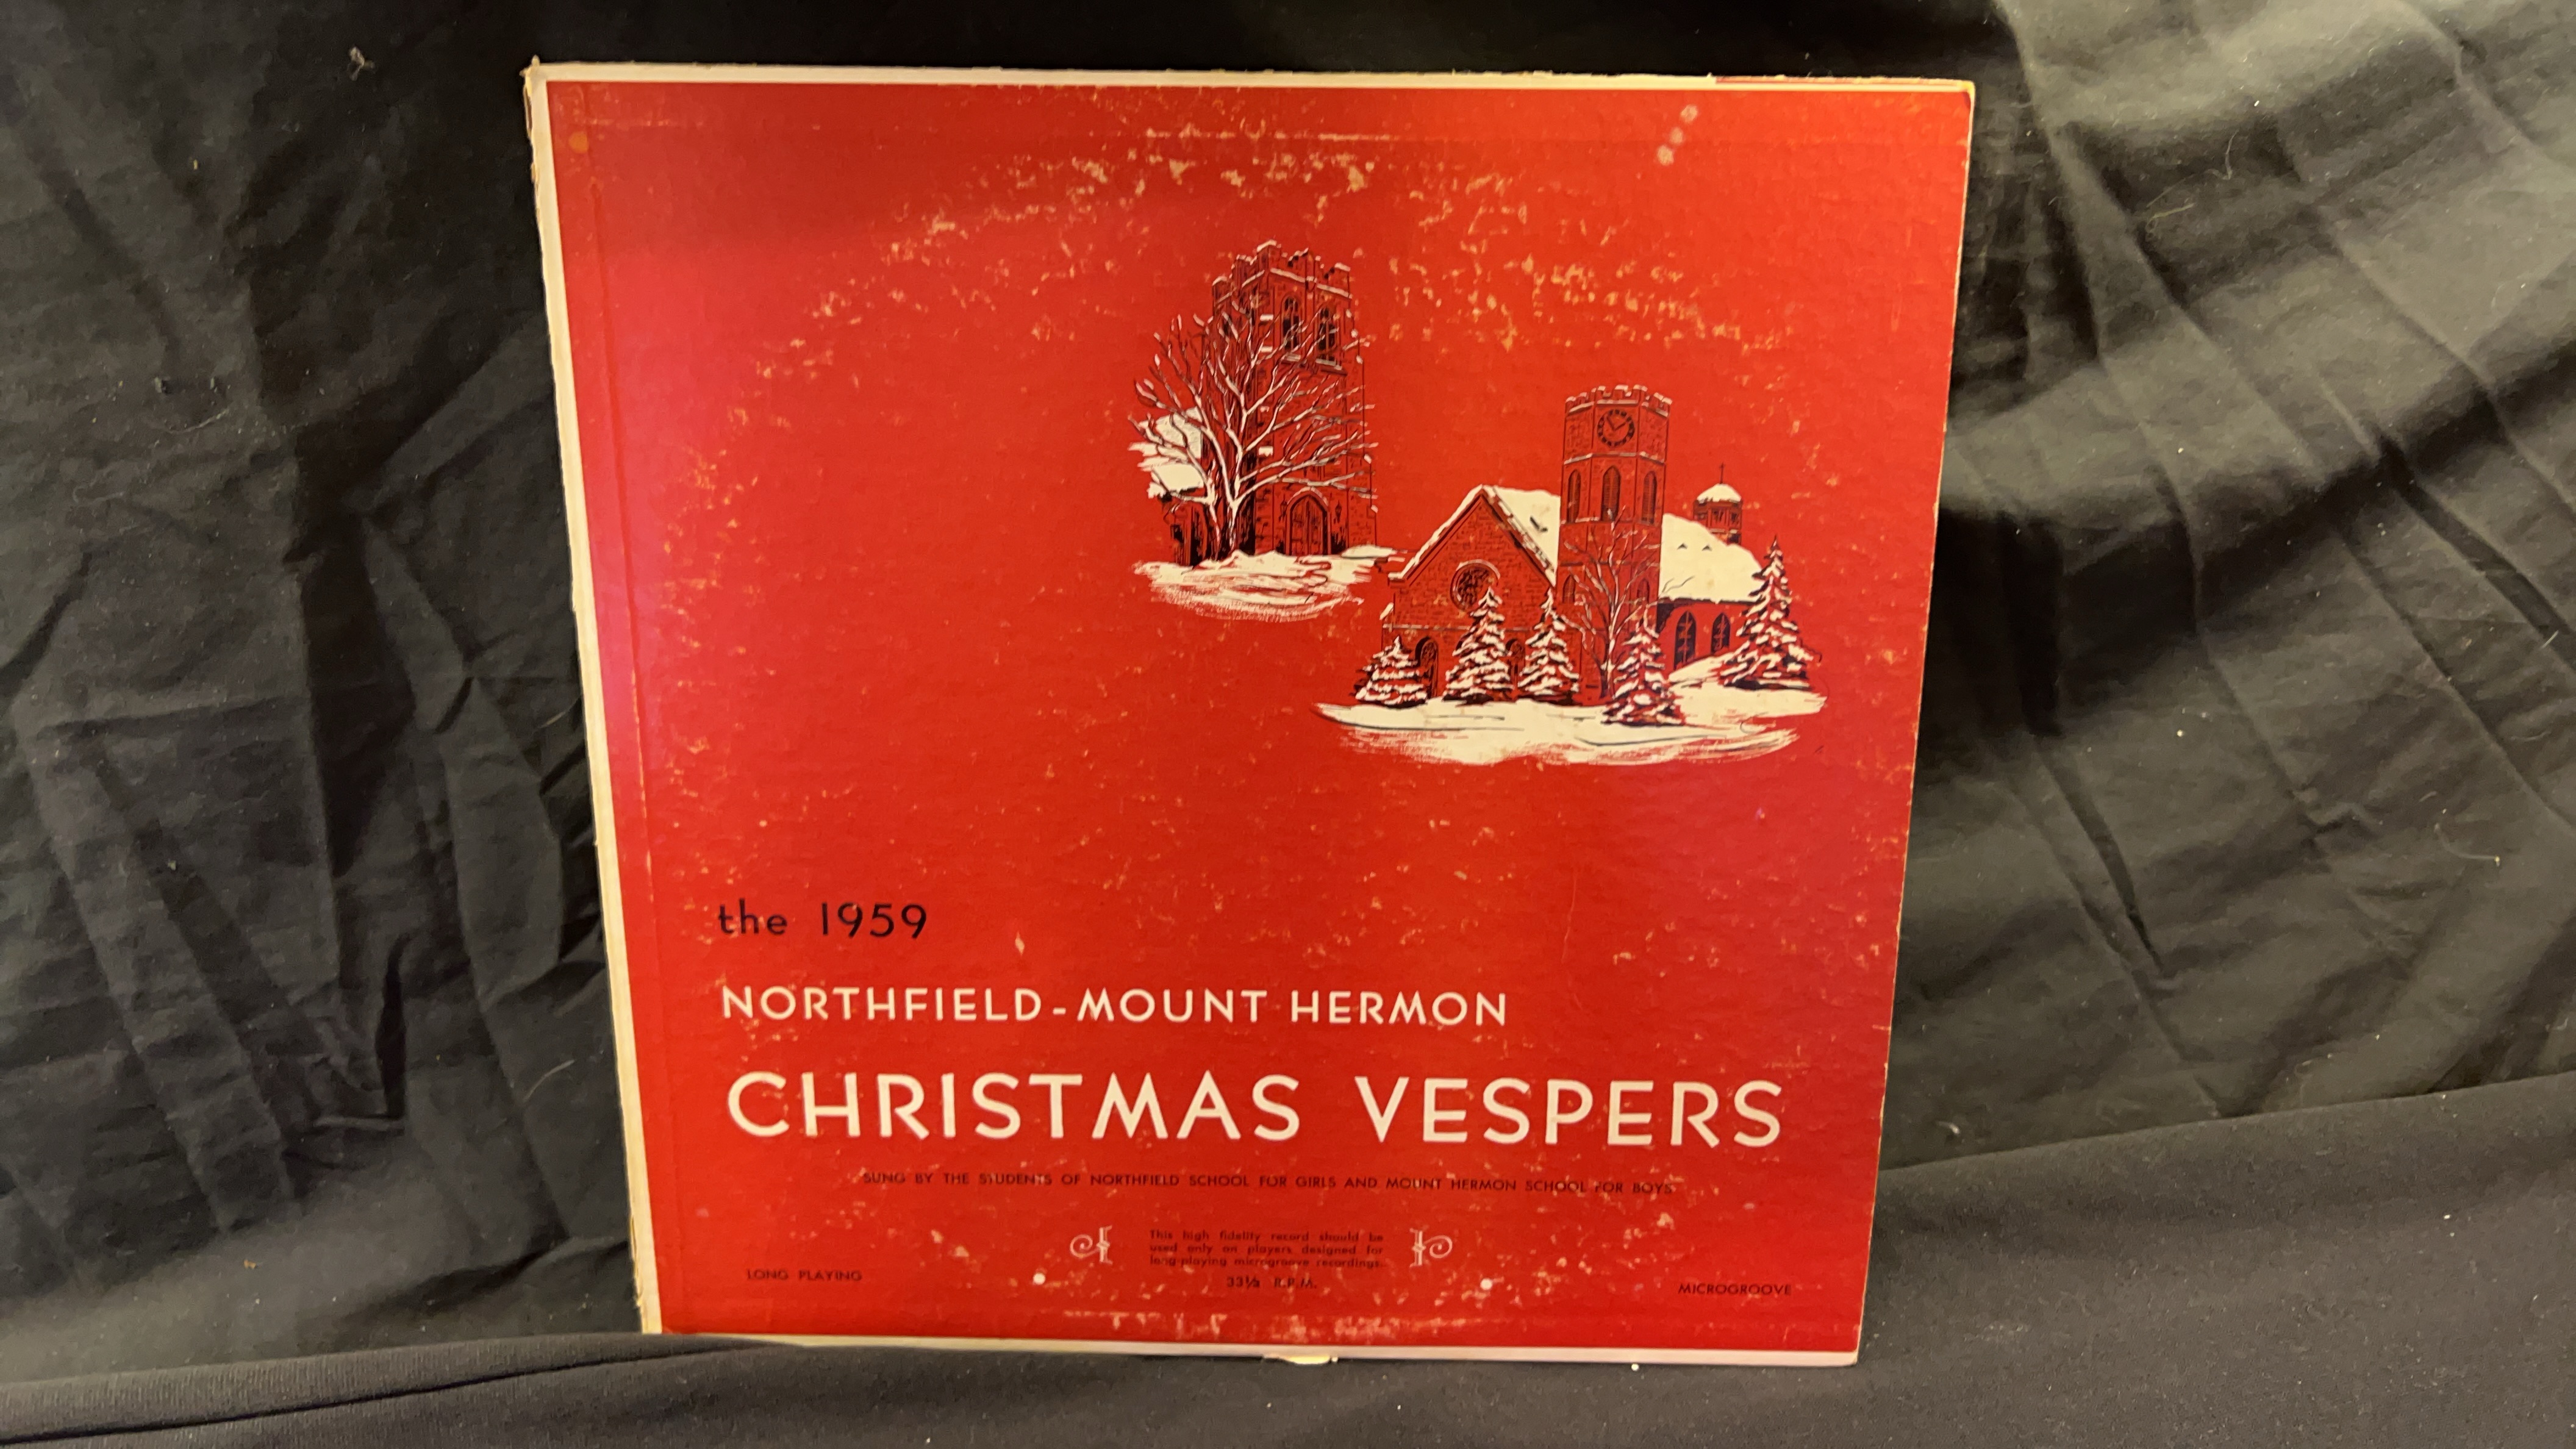 the 1959
NORTHFIELD-MOUNT HERMON
CHRISTMAS VESPERS
SUNG BY THE STUDENTS OF NORTHFIELD SCHOOL FOR GIRLS AND MOUNT HERMON SCHOOL FOR BOYS
This high fidelity record should be
used only on players designed for
long-playing microgroove recordings.
33⅓ R.P.M.
LONG PLAYING
MICROGROOVE